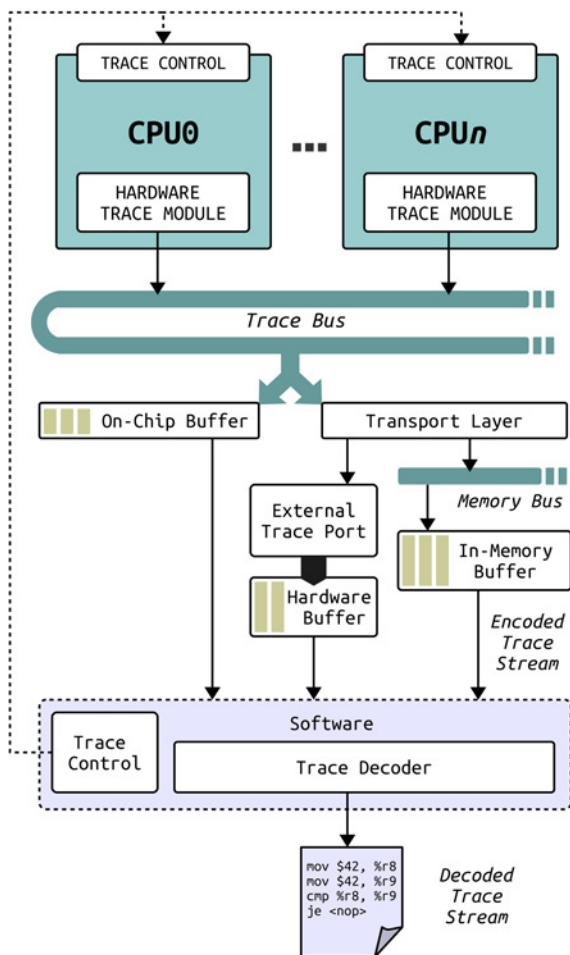 TRACE CONTROL
TRACE CONTROL
CPU0
CPUn
HARDWARE
TRACE MODULE
HARDWARE
TRACE MODULE
Trace Bus
On-Chip Buffer
Transport Layer
Memory Bus
External
Trace Port
In-Memory
Buffer
Hardware
Buffer
Encoded
Trace
Stream
Software
Trace
Control
Trace Decoder
mov $42, %r8
mov $42, %r9
cmp %r8, %r9
je <nop>
Decoded
Trace
Stream